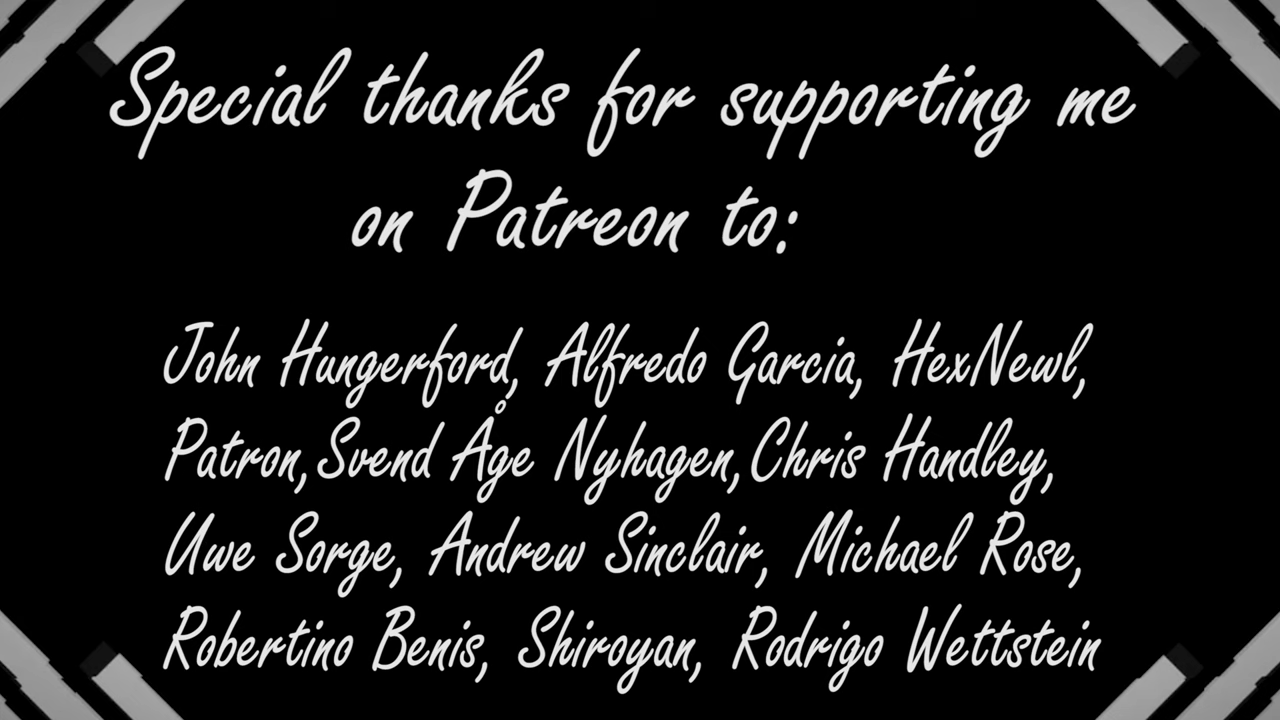 Special thanks for supporting me
on Patreon to:
John Hungerford, Alfredo Garcia, HexNewl,
Patron,Svend Åge Nyhagen,Chris Handley,
Uwe Sorge, Andrew Sinclair, Michael Rose,
Robertino Benis, Shiroyan, Rodrigo Wettstein